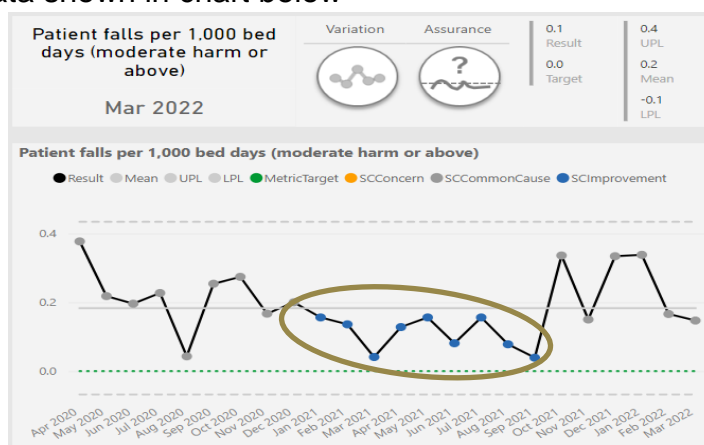 data shown in chart below
Patient falls per 1,000 bed
days (moderate harm or
above)
Mar 2022
Variation
Assurance
?
0.1
Result
0.0
Target
0.4
UPL
0.2
Mean
-0.1
LPL
Patient falls per 1,000 bed days (moderate harm or above)
Result Mean UPL LPL MetricTarget SCConcern SCCommonCause SCImprovement
0.4
0.2
0.0
Apr 2020
May 2020
Jun 2020
Jul 2020
Aug 2020
Sep 2020
Oct 2020
Nov 2020
Dec 2020
Jan 2021
Feb 2021
Mar 2021
Apr 2021
May 2021
Jun 2021
Jul 2021
Aug 2021
Sep 2021
Oct 2021
Nov 2021
Dec 2021
Jan 2022
Feb 2022
Mar 2022